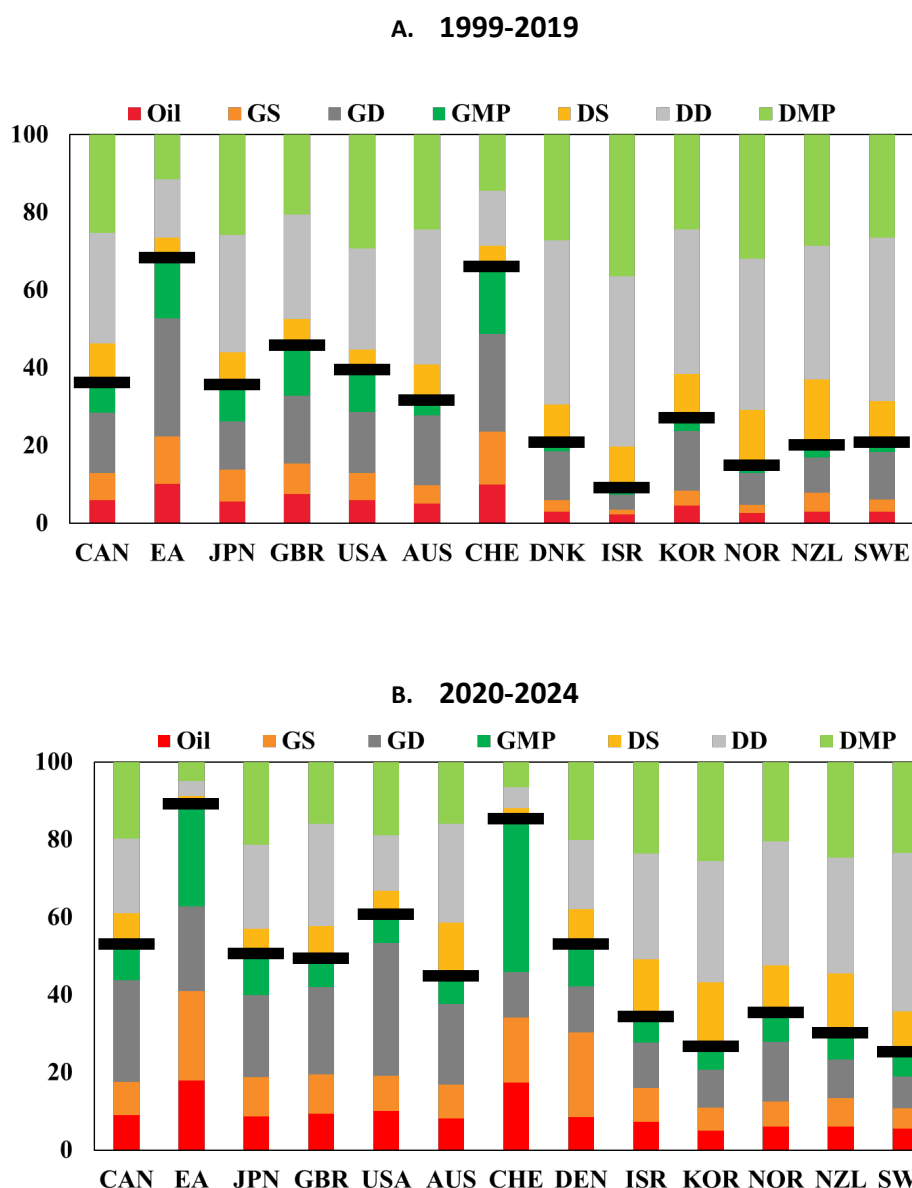 A. 1999-2019
Oil GS GD GMP DS DD DMP
100
80
60
40
20
0
CAN EA JPN GBR USA AUS CHE DNK ISR KOR NOR NZL SWE
B. 2020-2024
Oil GS GD GMP DS DD DMP
100
80
60
40
20
0
CAN EA JPN GBR USA AUS CHE DEN ISR KOR NOR NZL SW